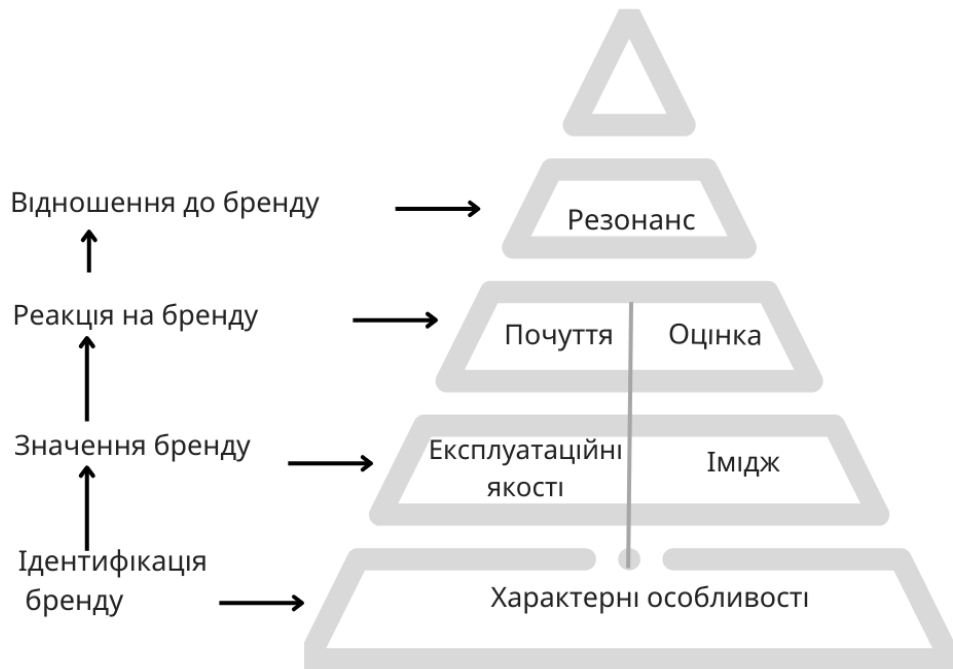 Відношення до бренду
Резонанс
Реакція на бренду
Почуття
Оцінка
Значення бренду
Експлуатаційні
якості
Імідж
Ідентифікація
бренду
Характерні особливості